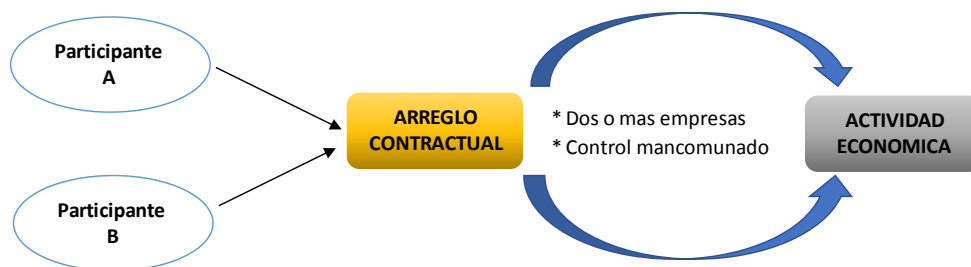 Participante
A
Participante
B
ARREGLO
CONTRACTUAL
* Dos o mas empresas
* Control mancomunado
ACTIVIDAD
ECONOMICA